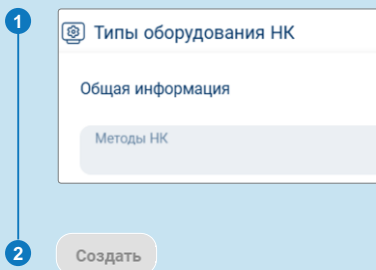 1
Типы оборудования НК
Общая информация
Методы НК
2
Создать